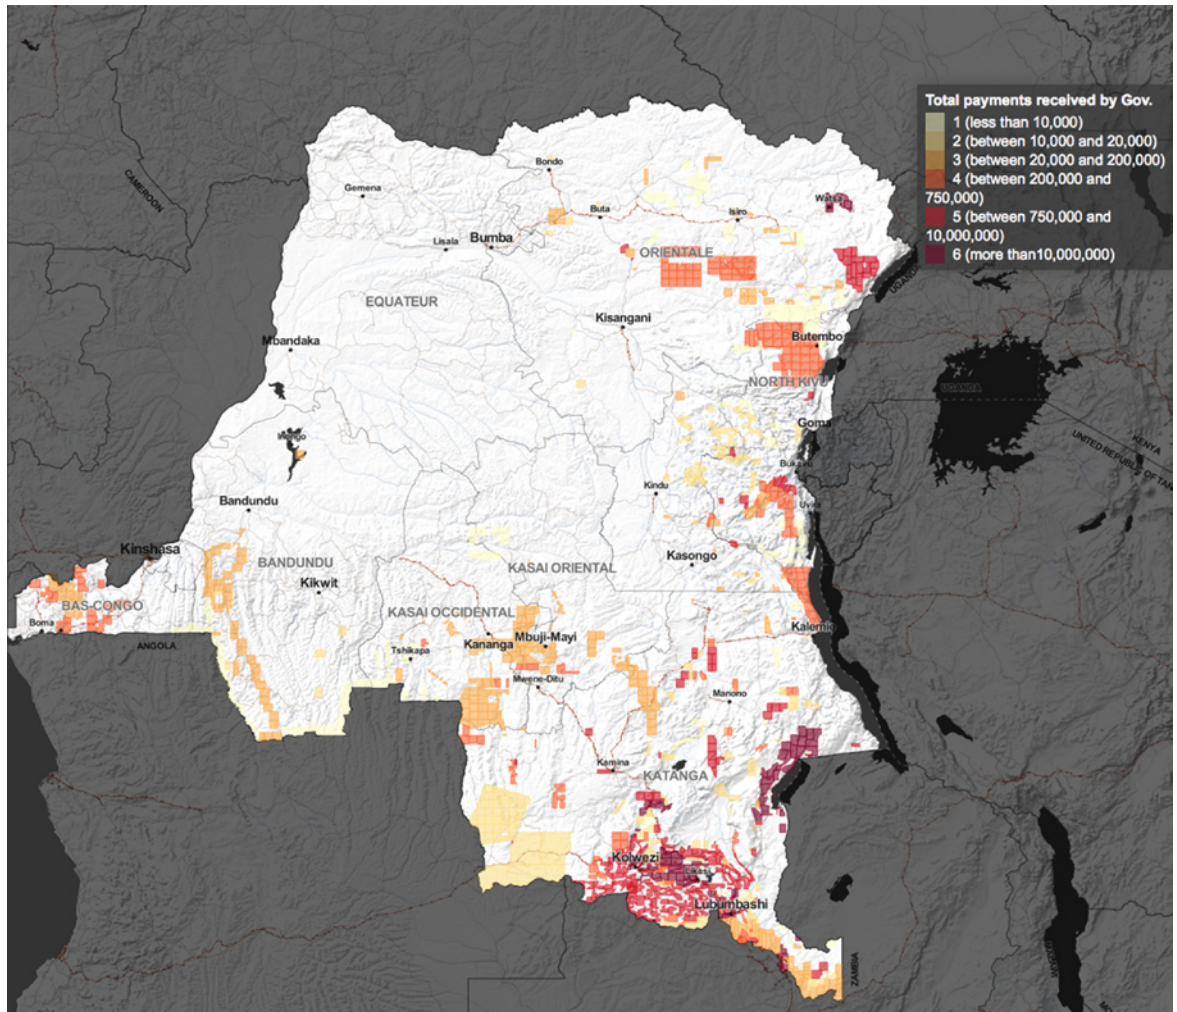 Total payments received by Gov.
1 (less than 10,000)
2 (between 10,000 and 20,000)
3 (between 20,000 and 200,000)
4 (between 200,000 and
750,000)
5 (between 750,000 and
10,000,000)
6 (more than10,000,000)
CAMEROON
Bondo
Gemena
Watsa
Buta
Isiro
Lisala
Bumba
ORIENTALE
EQUATEUR
Kisangani
Mbandaka
Butembo
NORTH KIVU
UGANDA
KENYA
Goma
Inongo
Bukavu
Kindu
Uvira
Bandundu
Kinshasa
BANDUNDU
KASAI ORIENTAL
Kasongo
Kikwit
BAS-CONGO
KASAI OCCIDENTAL
Boma
Kalemie
ANGOLA
Kananga
Mbuji-Mayi
Tshikapa
Mwene-Ditu
Manono
Kamina
KATANGA
Kolwezi
Likasi
Lubumbashi
ZAMBIA